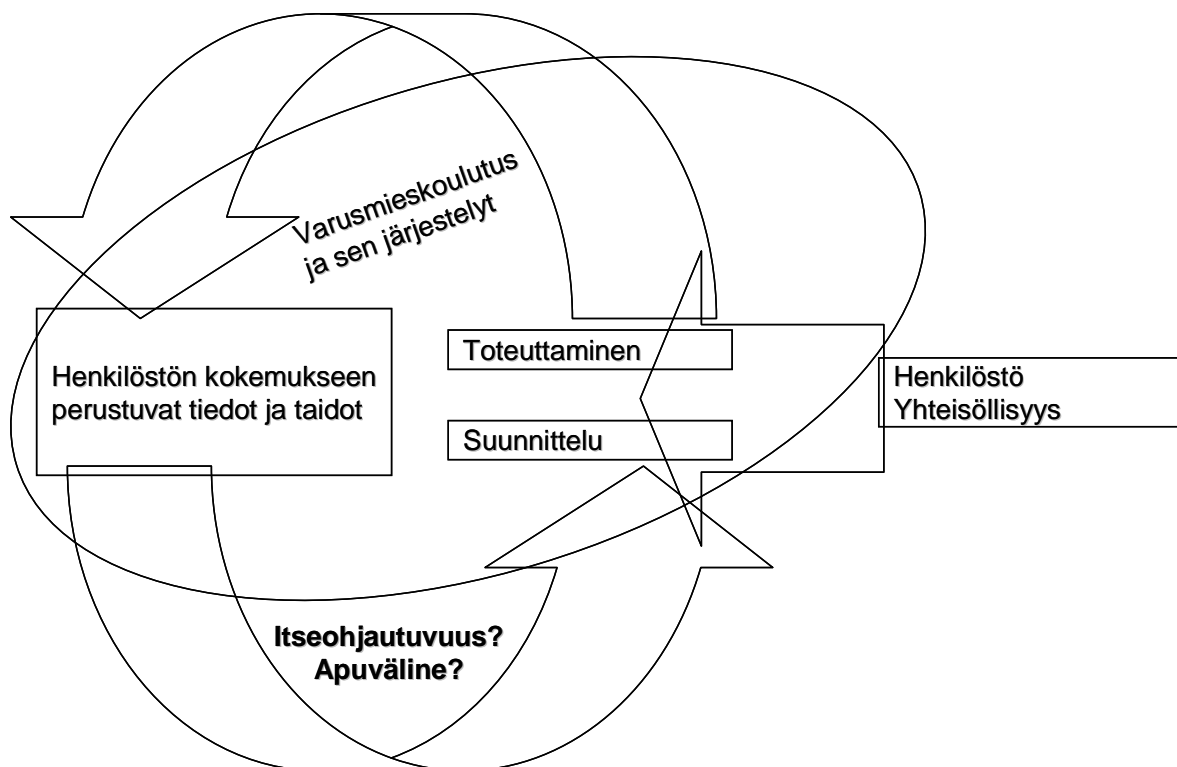 Varusmieskoulutus
ja sen järjestelyt
Henkilöstön kokemukseen
perustuvat tiedot ja taidot
Toteuttaminen
Suunnittelu
Henkilöstö
Yhteisöllisyys
Itseohjautuvuus?
Apuväline?